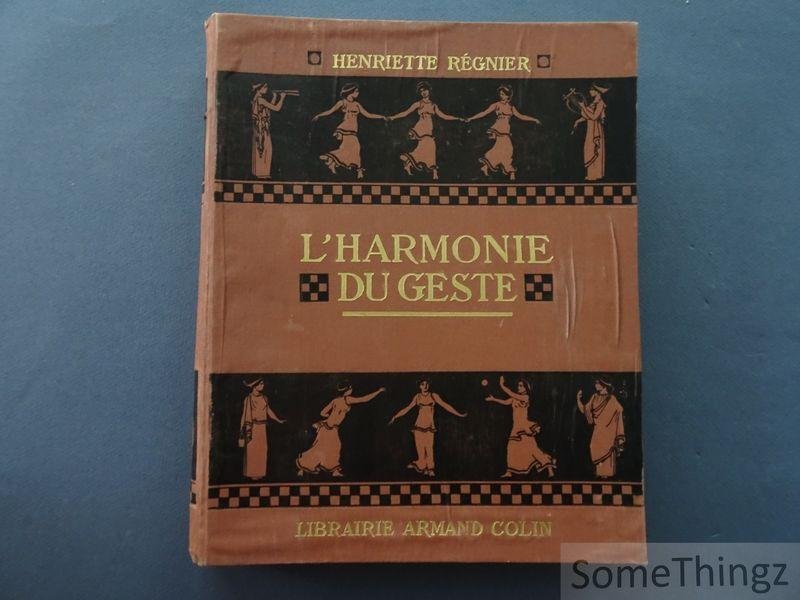 HENRIETTE RÉGNIER
L'HARMONIE
DU GESTE
LIBRAIRIE ARMAND COLIN
SomeThingz